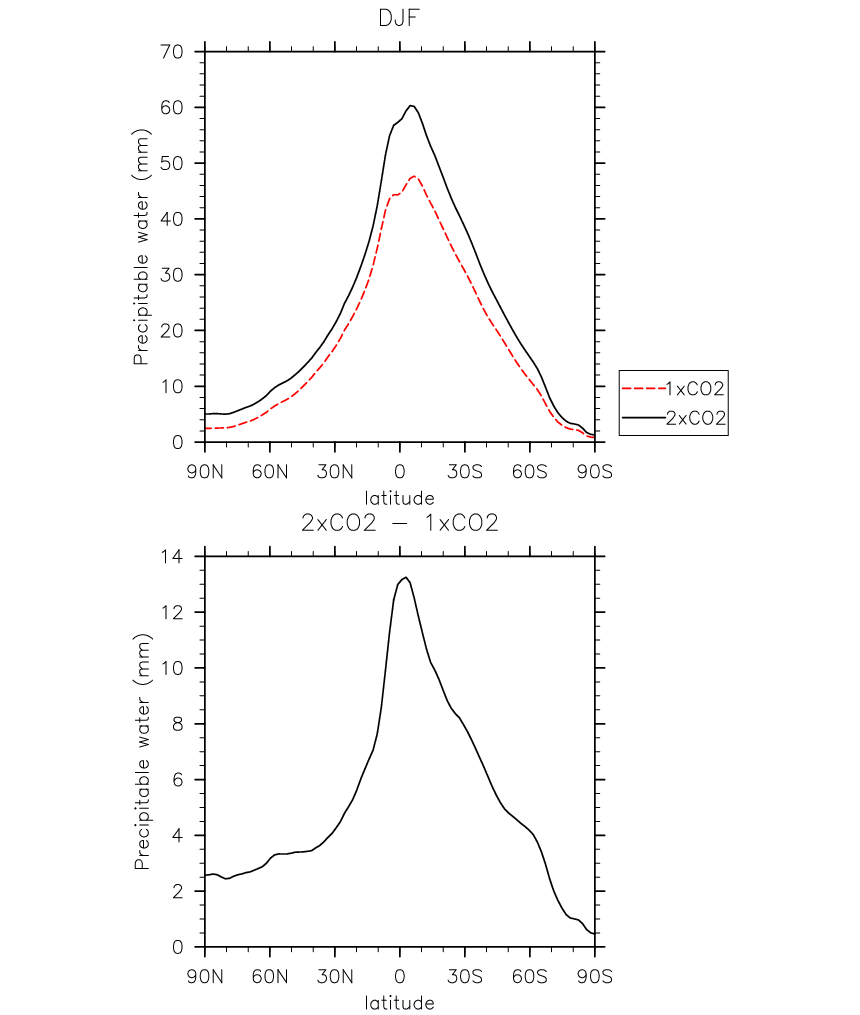 DJF
70
60
50
40
30
20
10
0
Precipitable water (mm)
90N 60N 30N 0 30S 60S 90S
latitude
1xCO2
2xCO2
2xCO2 − 1xCO2
14
12
10
8
6
4
2
0
Precipitable water (mm)
90N 60N 30N 0 30S 60S 90S
latitude